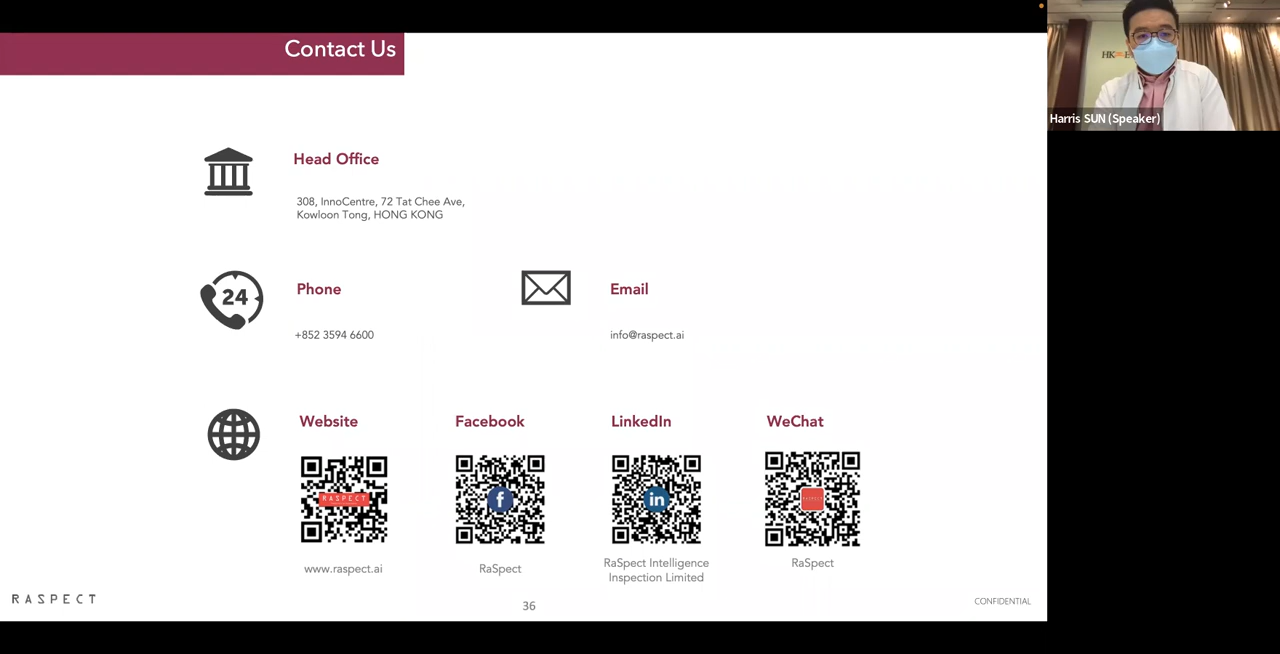 Contact Us
Harris SUN (Speaker)
Head Office
308, InnoCentre, 72 Tat Chee Ave,
Kowloon Tong, HONG KONG
24
Phone
Email
+852 3594 6600
info@raspect.ai
Website
Facebook
LinkedIn
WeChat
RASPECT
f
in
www.raspect.ai
RaSpect
RaSpect Intelligence
Inspection Limited
RaSpect
RASPECT
36
CONFIDENTIAL